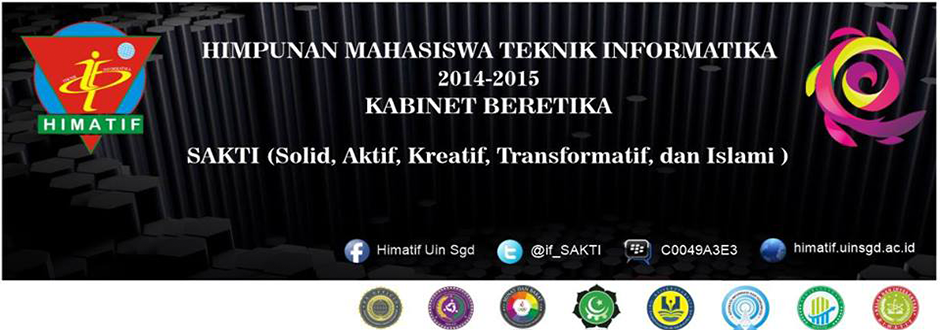 HIMPUNAN MAHASISWA TEKNIK INFORMATIKA
2014-2015
KABINET BERETIKA
HIMATIF
SAKTI (Solid, Aktif, Kreatif, Transformatif, dan Islami )
Himatif Uin Sgd
@if_SAKTI
C0049A3E3
himatif.uinsgd.ac.id